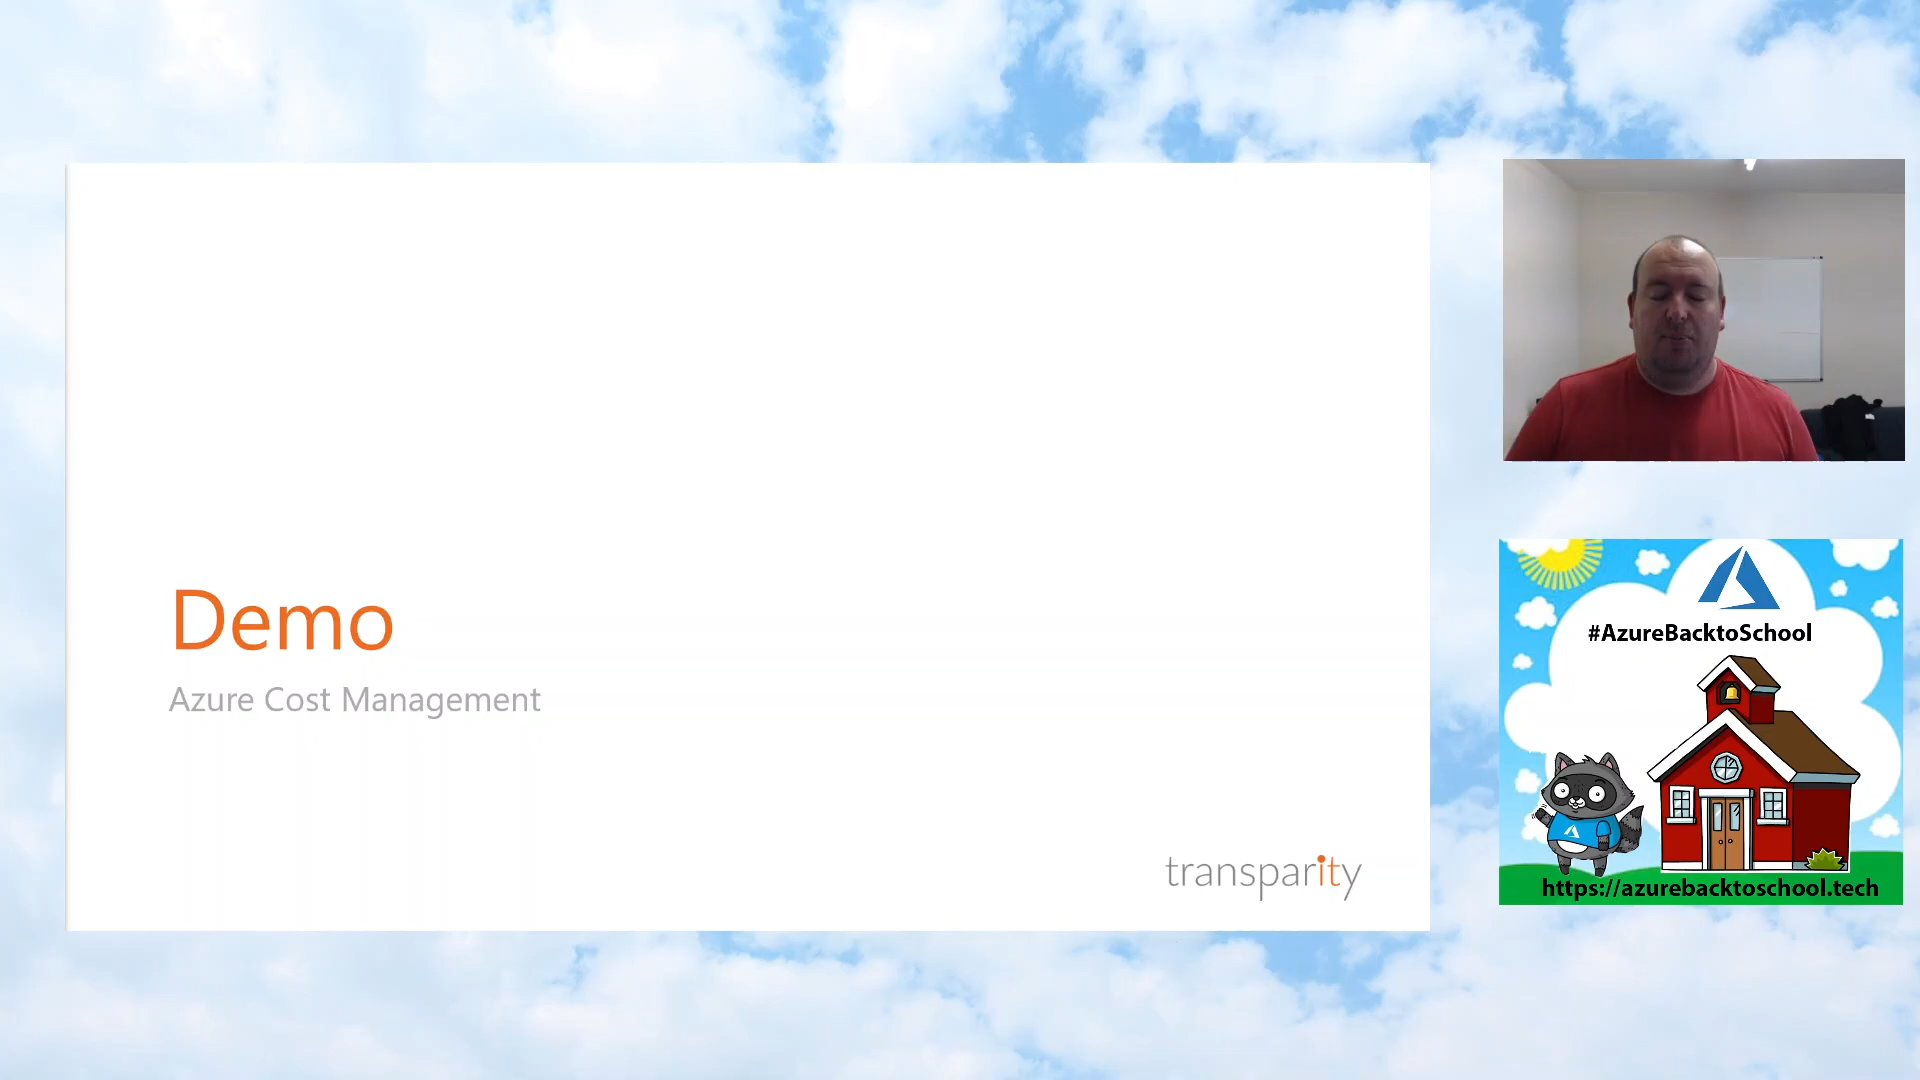 Demo
Azure Cost Management
transparity
#AzureBacktoSchool
https://azurebacktoschool.tech